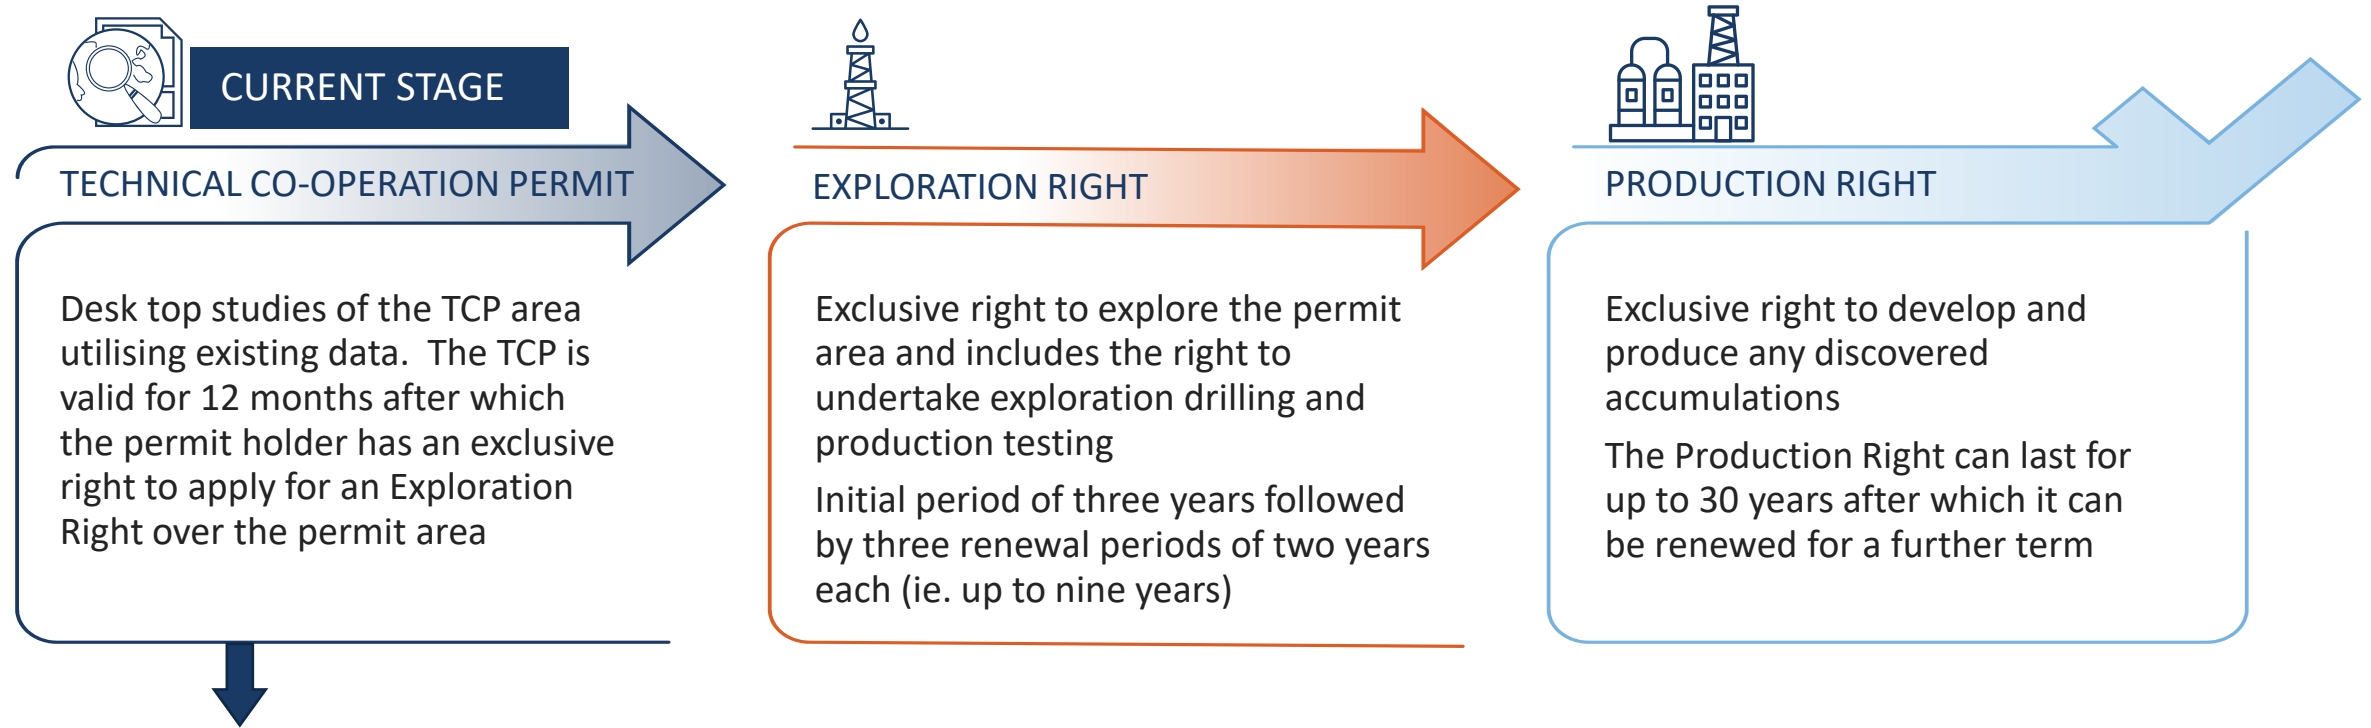 CURRENT STAGE
TECHNICAL CO-OPERATION PERMIT
Desk top studies of the TCP area
utilising existing data.  The TCP is
valid for 12 months after which
the permit holder has an exclusive
right to apply for an Exploration
Right over the permit area
EXPLORATION RIGHT
Exclusive right to explore the permit
area and includes the right to
undertake exploration drilling and
production testing
Initial period of three years followed
by three renewal periods of two years
each (ie. up to nine years)
PRODUCTION RIGHT
Exclusive right to develop and
produce any discovered
accumulations
The Production Right can last for
up to 30 years after which it can
be renewed for a further term